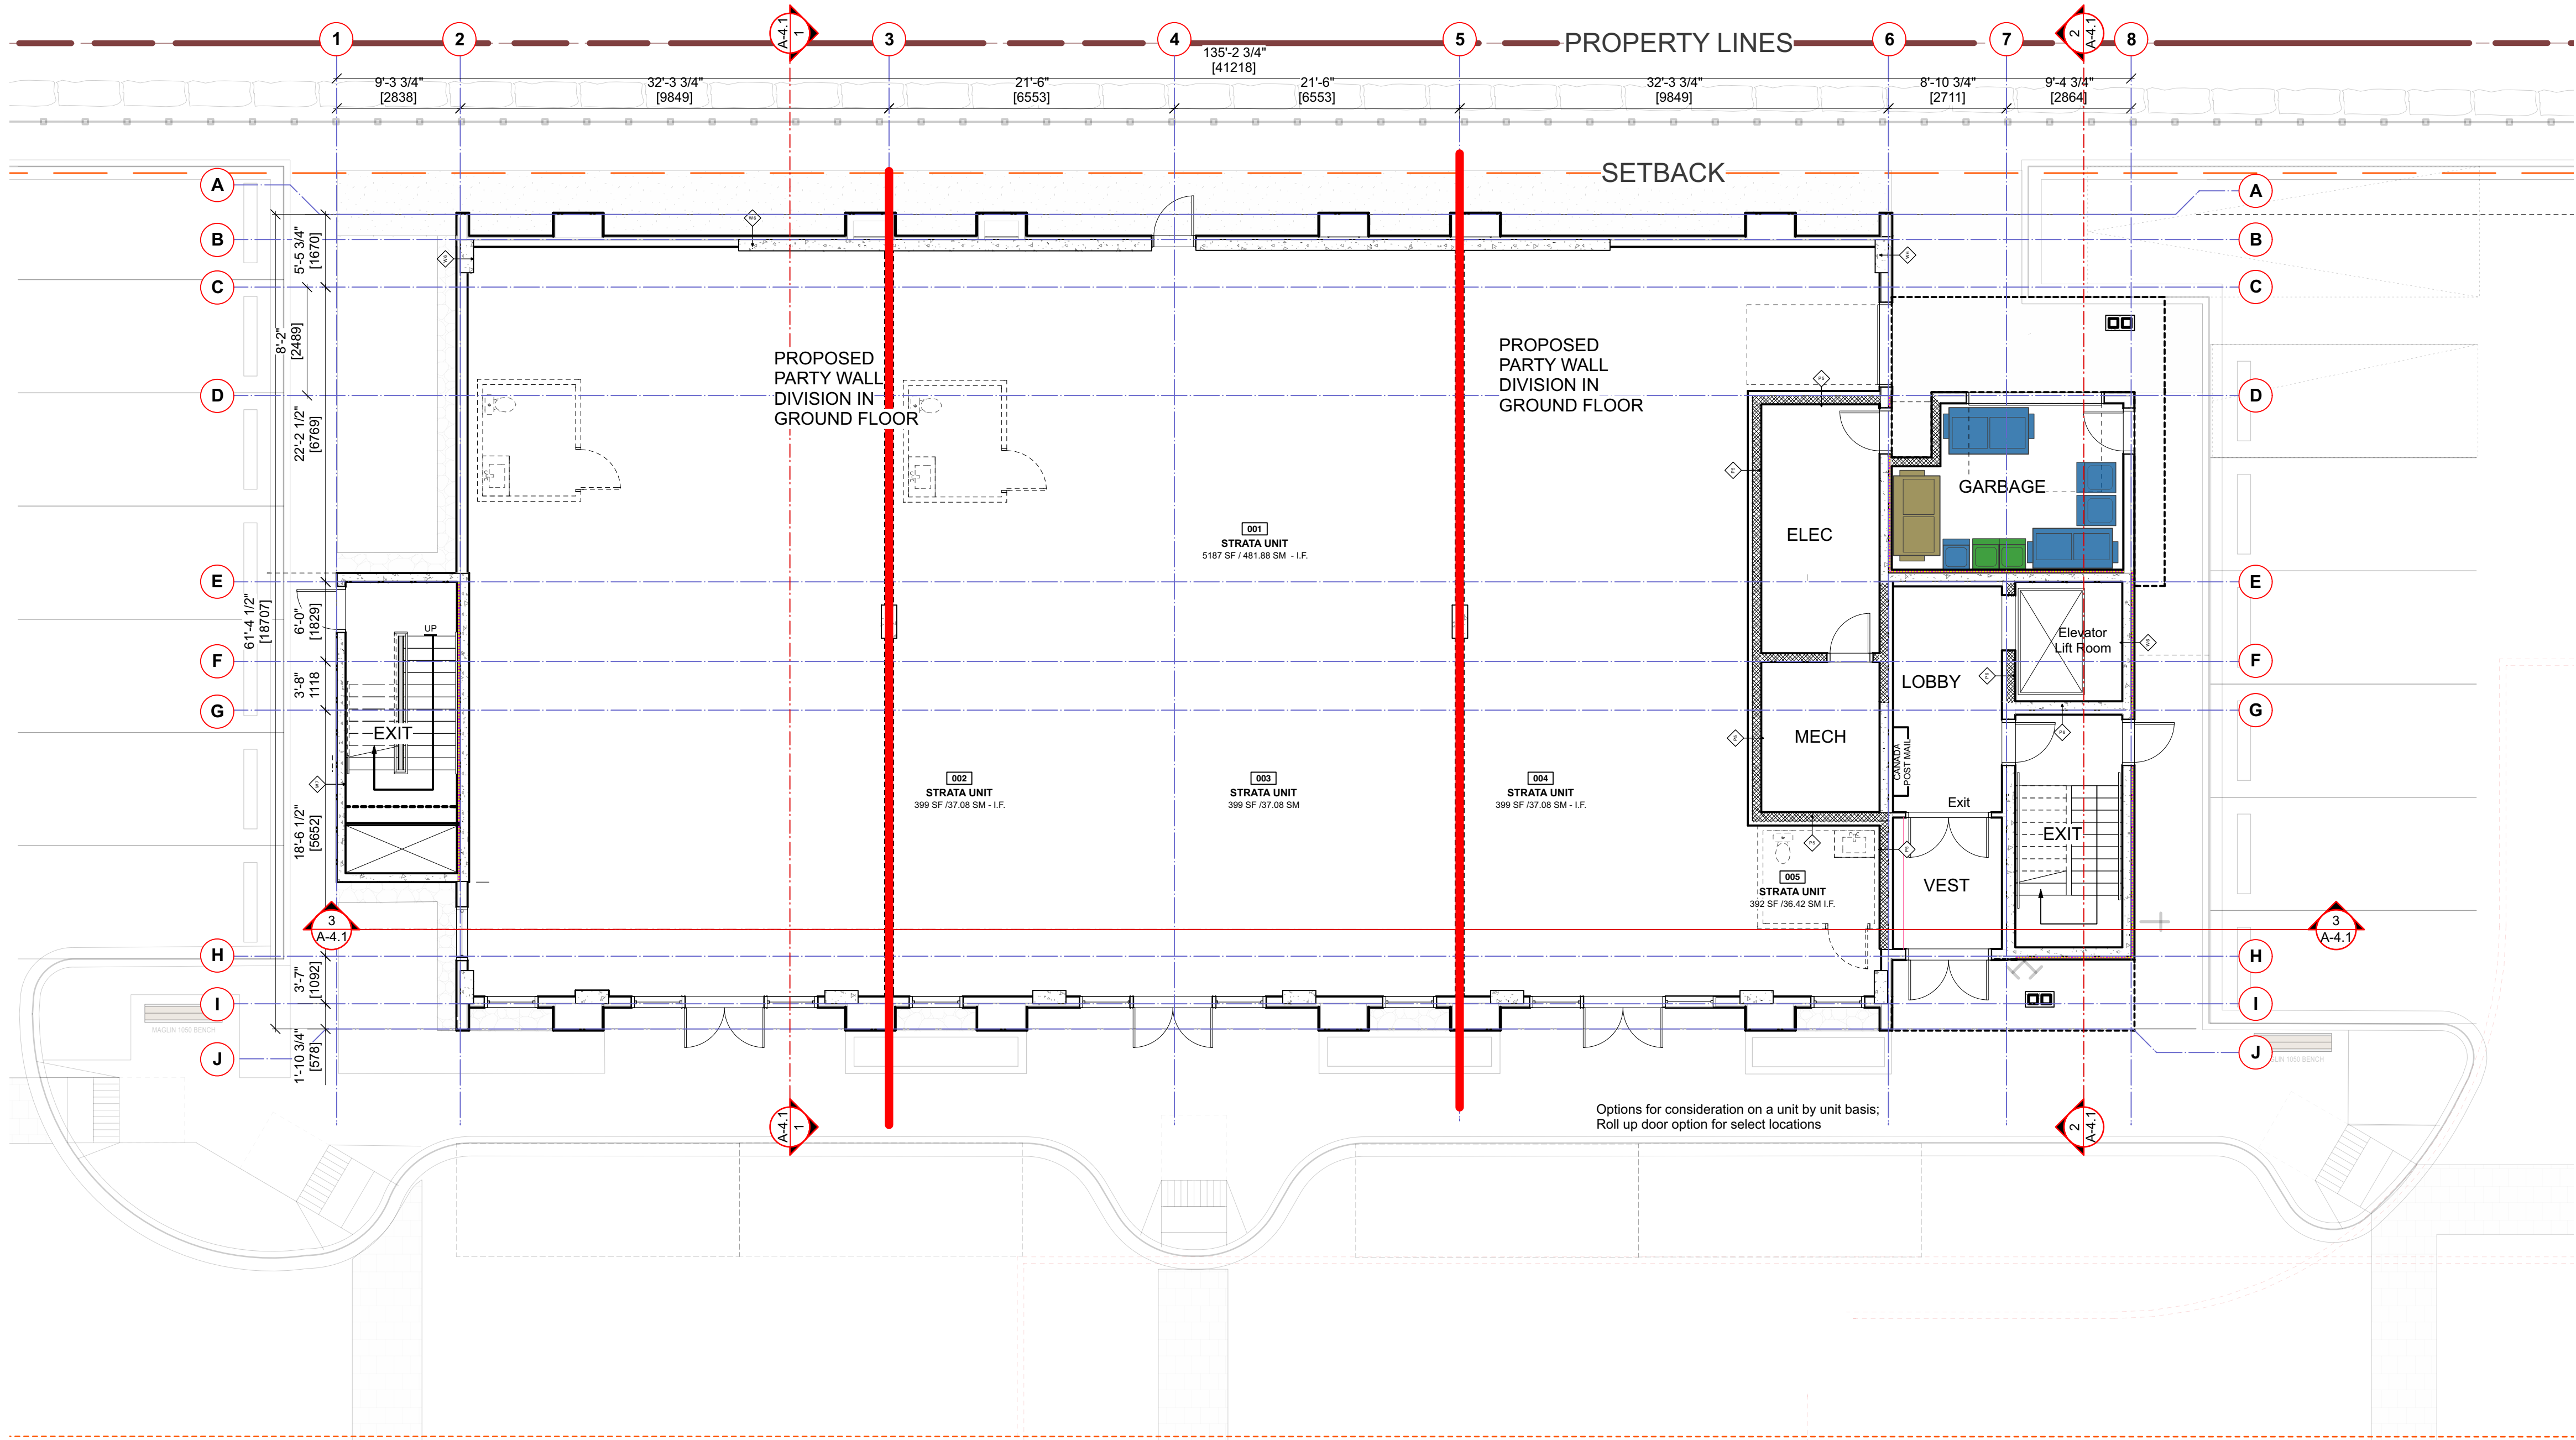 PROPERTY LINES
1
2
A-4.1
1
3
4
5
6
7
2
A-4.1
8
135'-2 3/4"
[41218]
9'-3 3/4"
[2838]
32'-3 3/4"
[9849]
21'-6"
[6553]
21'-6"
[6553]
32'-3 3/4"
[9849]
8'-10 3/4"
[2711]
9'-4 3/4"
[2864]
SETBACK
A
A
B
B
C
C
D
D
E
E
F
F
G
G
H
H
I
I
J
J
5'-5 3/4"
[1670]
8'-2"
[2489]
22'-2 1/2"
[6769]
61'-4 1/2"
[18707]
6'-0"
[1829]
3'-8"
1118
18'-6 1/2"
[5652]
3'-7"
[1092]
1'-10 3/4"
[578]
PROPOSED
PARTY WALL
DIVISION IN
GROUND FLOOR
PROPOSED
PARTY WALL
DIVISION IN
GROUND FLOOR
001
STRATA UNIT
5187 SF / 481.88 SM - I.F.
ELEC
GARBAGE
UP
EXIT
Elevator
Lift Room
LOBBY
MECH
CANADA
POST MAIL
002
STRATA UNIT
399 SF /37.08 SM - I.F.
003
STRATA UNIT
399 SF /37.08 SM
004
STRATA UNIT
399 SF /37.08 SM - I.F.
Exit
EXIT
VEST
005
STRATA UNIT
392 SF /36.42 SM I.F.
P5
P6
3
A-4.1
3
A-4.1
MAGLIN 1050 BENCH
1050 BENCH
A-4.1
1
Options for consideration on a unit by unit basis;
Roll up door option for select locations
2
A-4.1